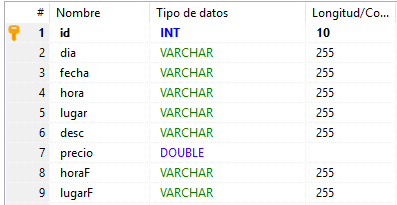 # Nombre Tipo de datos Longitud/Co...
1 id INT 10
2 dia VARCHAR 255
3 fecha VARCHAR 255
4 hora VARCHAR 255
5 lugar VARCHAR 255
6 desc VARCHAR 255
7 precio DOUBLE
8 horaF VARCHAR 255
9 lugarF VARCHAR 255